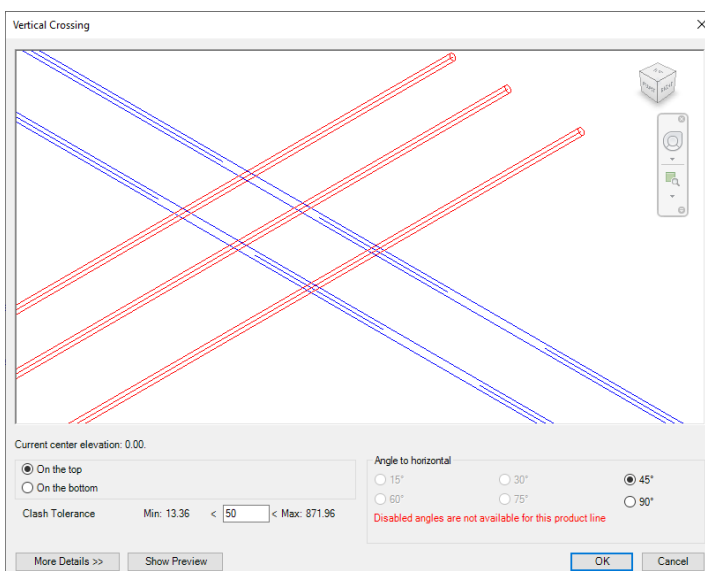 Vertical Crossing
Current center elevation: 0.00.
On the top
On the bottom
Clash Tolerance Min: 13.36 < 50 < Max: 871.96
Angle to horizontal
15° 30° 45°
60° 75° 90°
Disabled angles are not available for this product line
More Details >> Show Preview OK Cancel